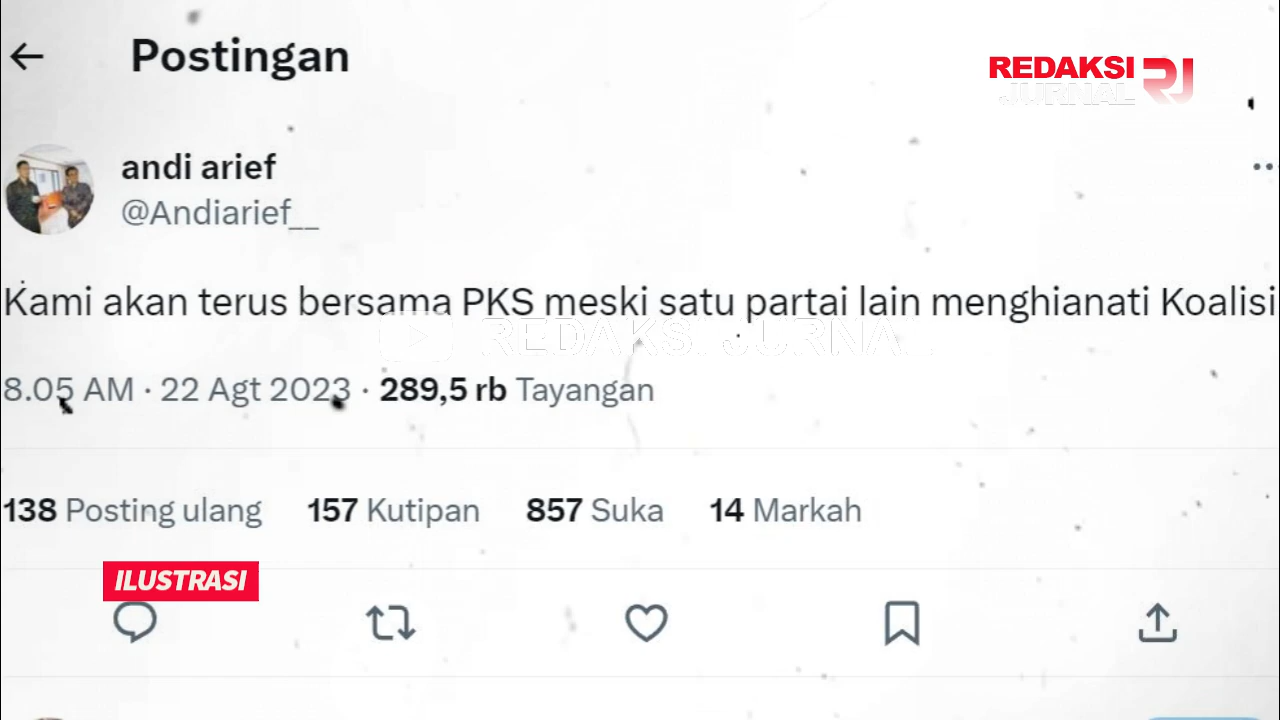 Postingan
REDAKSI RJ
JURNAL
andi arief
@Andiarief__
Kami akan terus bersama PKS meski satu partai lain menghianati Koalisi
REDAKSI JURNAL
8.05 AM · 22 Agt 2023 · 289,5 rb Tayangan
138 Posting ulang 157 Kutipan 857 Suka 14 Markah
ILUSTRASI